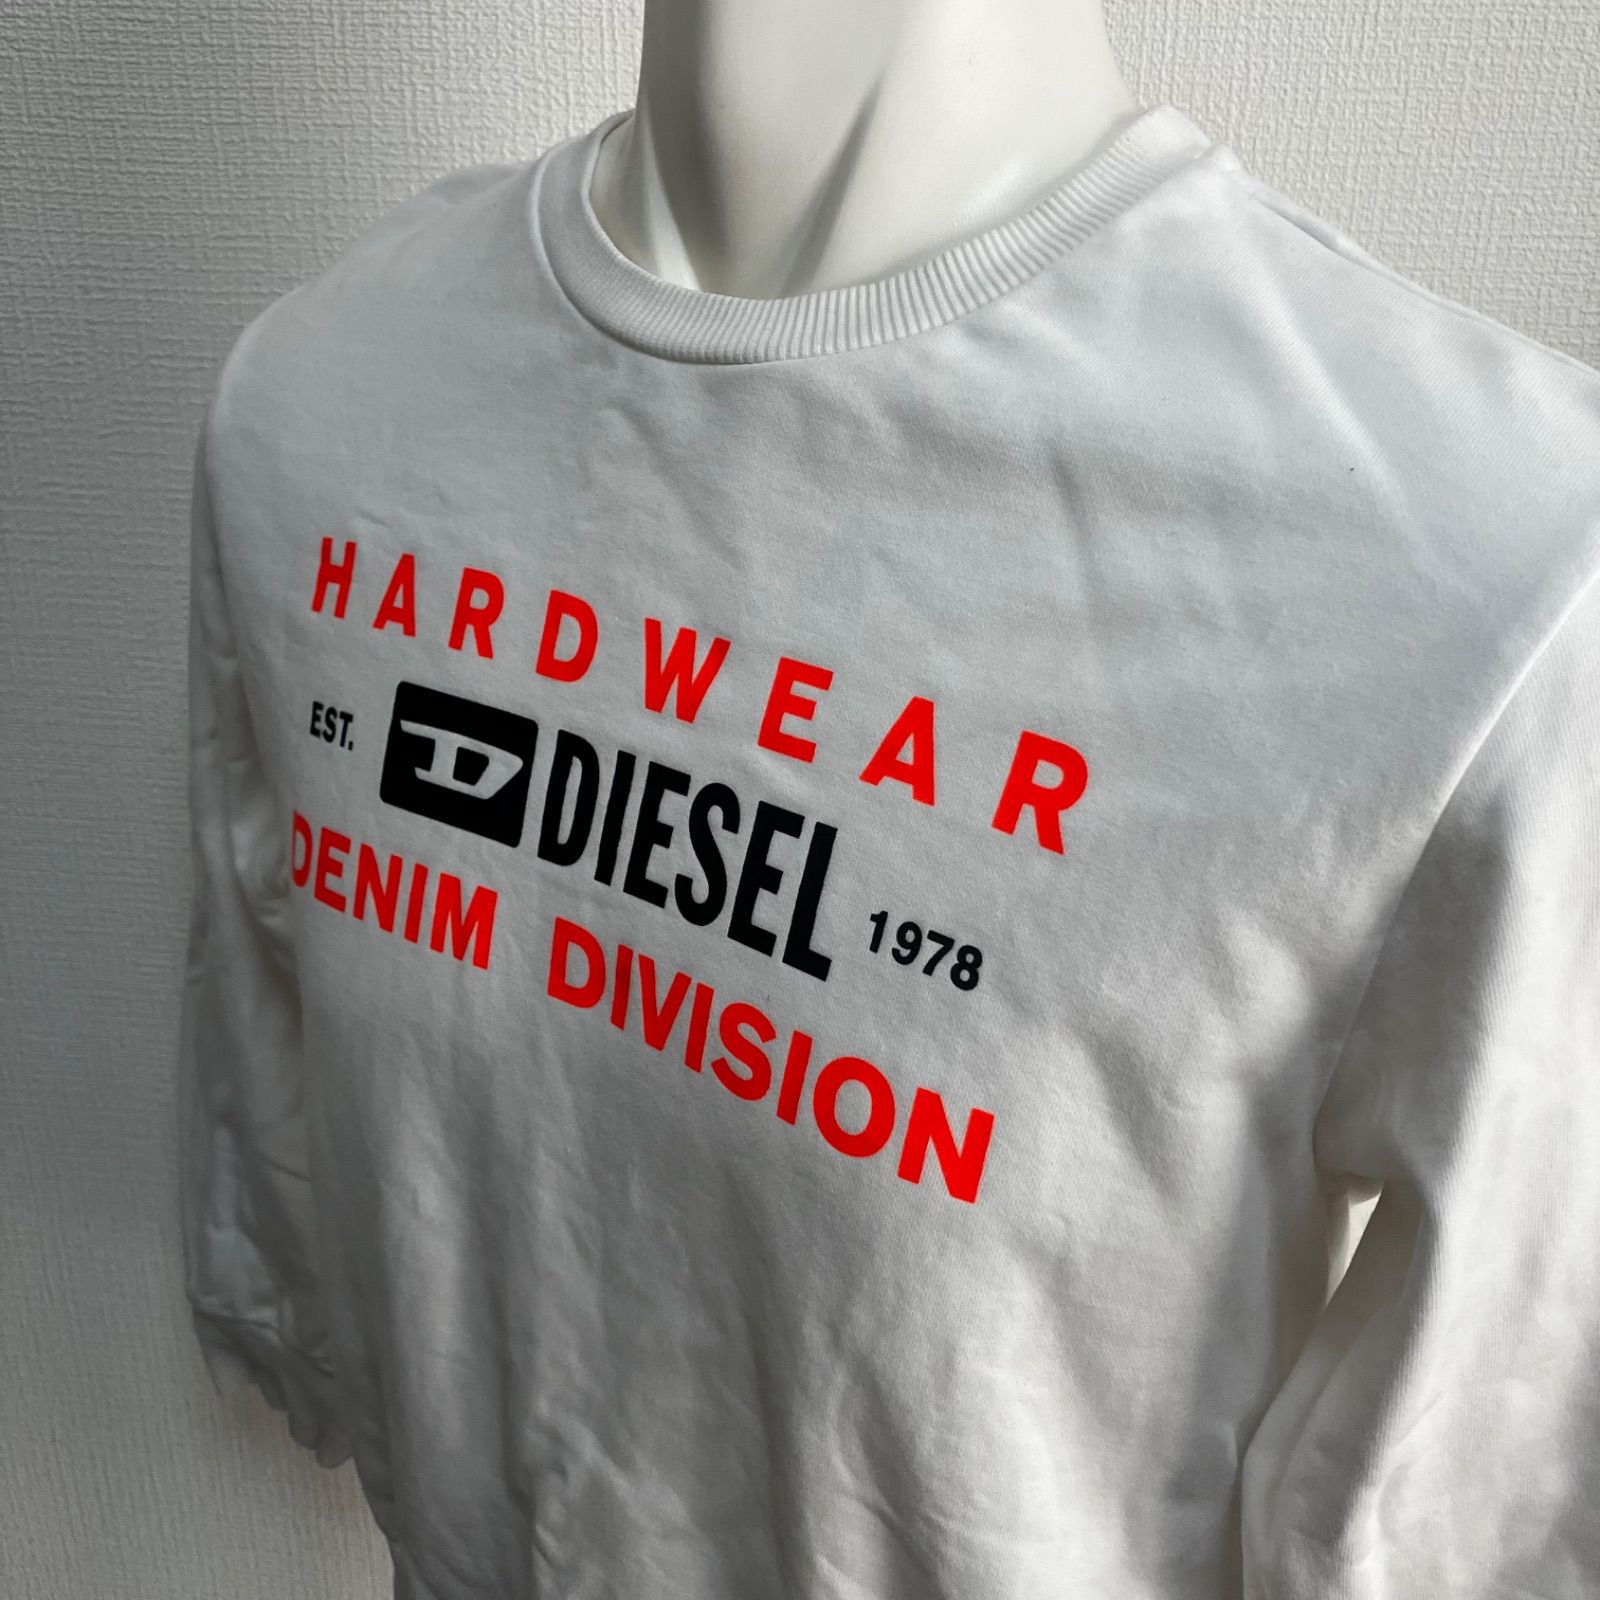 HARDWEAR
EST. D DIESEL 1978
DENIM DIVISION